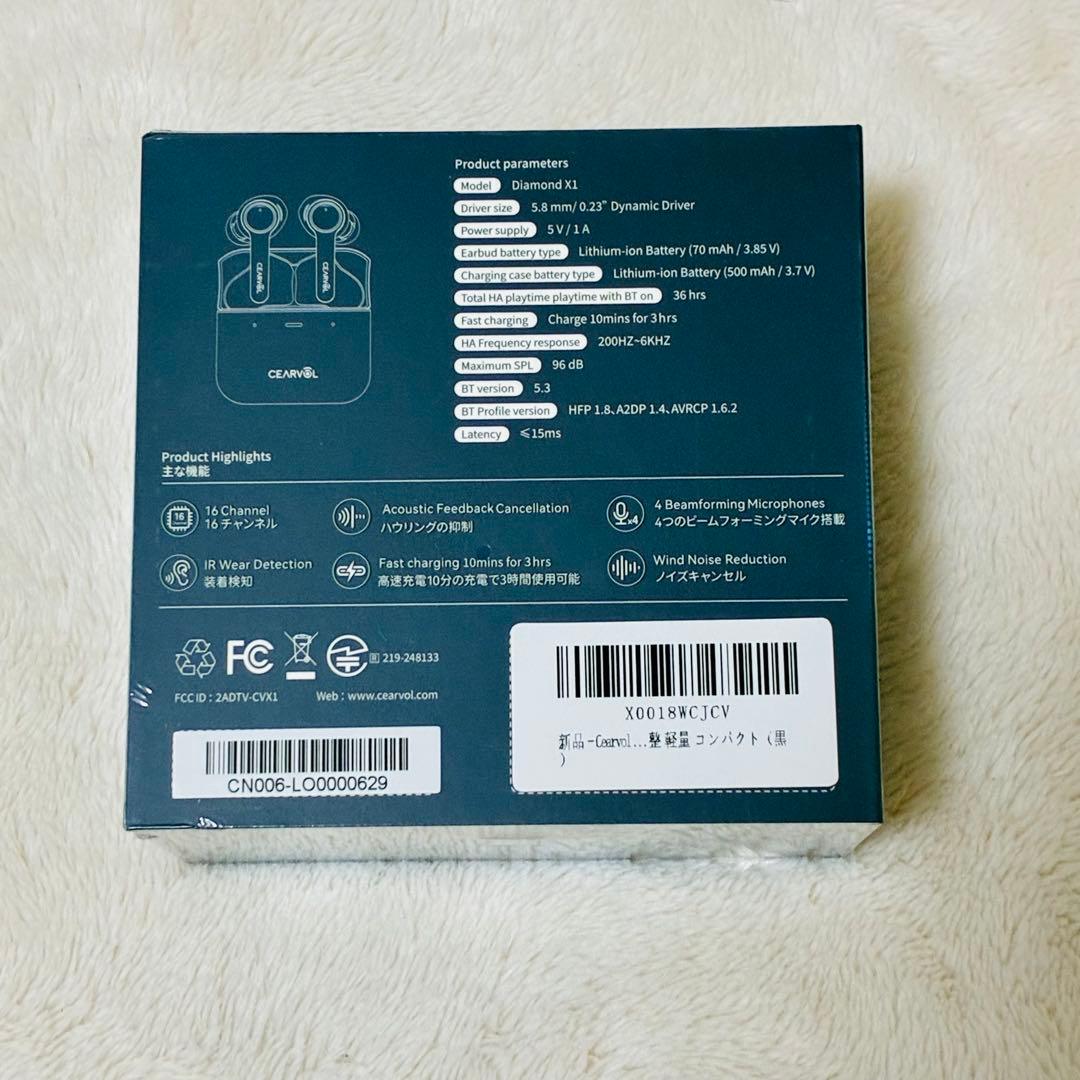 Product parameters
Model Diamond X1
Driver size 5.8 mm/ 0.23” Dynamic Driver
Power supply 5 V / 1 A
Earbud battery type Lithium-ion Battery (70 mAh / 3.85 V)
Charging case battery type Lithium-ion Battery (500 mAh / 3.7 V)
Total HA playtime playtime with BT on 36 hrs
Fast charging Charge 10mins for 3hrs
HA Frequency response 200HZ~6KHZ
Maximum SPL 96 dB
BT version 5.3
BT Profile version HFP 1.8、A2DP 1.4、AVRCP 1.6.2
Latency ≤15ms
CEARVOL
CEARVOL
CEARVOL
Product Highlights
主な機能
16
16 Channel
16 チャンネル
Acoustic Feedback Cancellation
ハウリングの抑制
x4
4 Beamforming Microphones
4つのビームフォーミングマイク搭載
IR Wear Detection
装着検知
Fast charging 10mins for 3hrs
高速充電10分の充電で3時間使用可能
Wind Noise Reduction
ノイズキャンセル
FC
R 219-248133
FCC ID : 2ADTV-CVX1
Web : www.cearvol.com
CN006-LO0000629
X0018WCJCV
新品 - Cearvol...整 軽量 コンパクト (黒
)